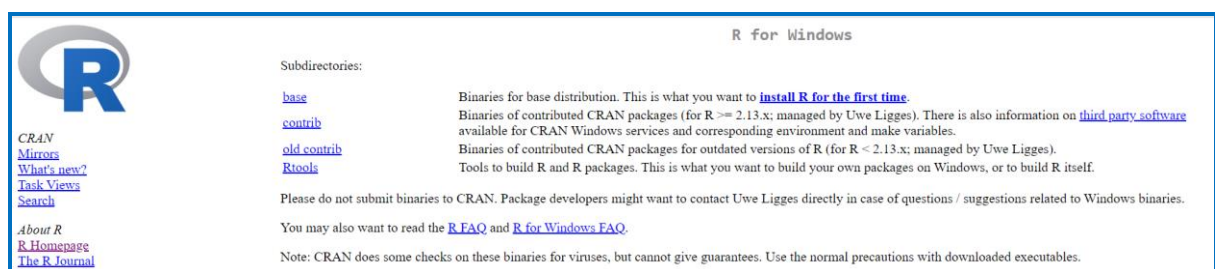 R
CRAN
Mirrors
What's new?
Task Views
Search
About R
R Homepage
The R Journal
R for Windows
Subdirectories:
base Binaries for base distribution. This is what you want to install R for the first time.
contrib Binaries of contributed CRAN packages (for R >= 2.13.x; managed by Uwe Ligges). There is also information on third party software
available for CRAN Windows services and corresponding environment and make variables.
old contrib Binaries of contributed CRAN packages for outdated versions of R (for R < 2.13.x; managed by Uwe Ligges).
Rtools Tools to build R and R packages. This is what you want to build your own packages on Windows, or to build R itself.
Please do not submit binaries to CRAN. Package developers might want to contact Uwe Ligges directly in case of questions / suggestions related to Windows binaries.
You may also want to read the R FAQ and R for Windows FAQ.
Note: CRAN does some checks on these binaries for viruses, but cannot give guarantees. Use the normal precautions with downloaded executables.